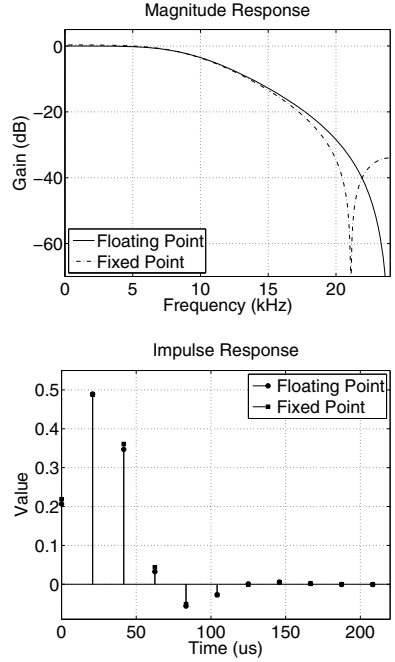 Magnitude Response
Gain (dB)
0
−20
−40
−60
Floating Point
Fixed Point
0 5 10 15 20
Frequency (kHz)
Impulse Response
Value
0.5
0.4
0.3
0.2
0.1
0
Floating Point
Fixed Point
0 50 100 150 200
Time (us)